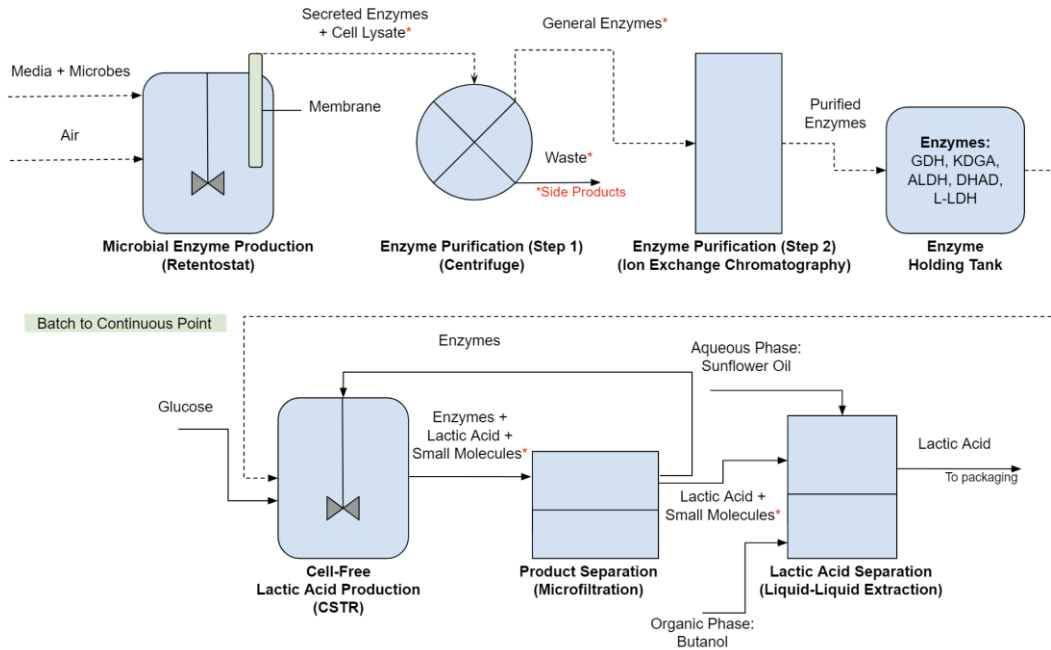 Secreted Enzymes
+ Cell Lysate*
General Enzymes*
Media + Microbes
Membrane
Air
Waste*
*Side Products
Purified
Enzymes
Enzymes:
GDH, KDGA,
ALDH, DHAD,
L-LDH
Microbial Enzyme Production
(Retentostat)
Enzyme Purification (Step 1)
(Centrifuge)
Enzyme Purification (Step 2)
(Ion Exchange Chromatography)
Enzyme
Holding Tank
Batch to Continuous Point
Enzymes
Aqueous Phase:
Sunflower Oil
Glucose
Enzymes +
Lactic Acid +
Small Molecules*
Lactic Acid +
Small Molecules*
Lactic Acid
To packaging
Cell-Free
Lactic Acid Production
(CSTR)
Product Separation
(Microfiltration)
Lactic Acid Separation
(Liquid-Liquid Extraction)
Organic Phase:
Butanol